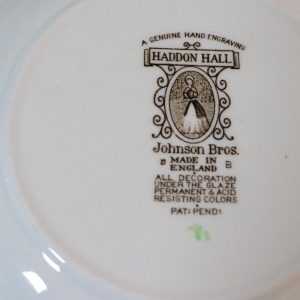 A GENUINE HAND ENGRAVING
HADDON HALL
Johnson Bros.
MADE IN
ENGLAND B
ALL DECORATION
UNDER THE GLAZE
PERMANENT & ACID
RESISTING COLORS
PAT: PEND: